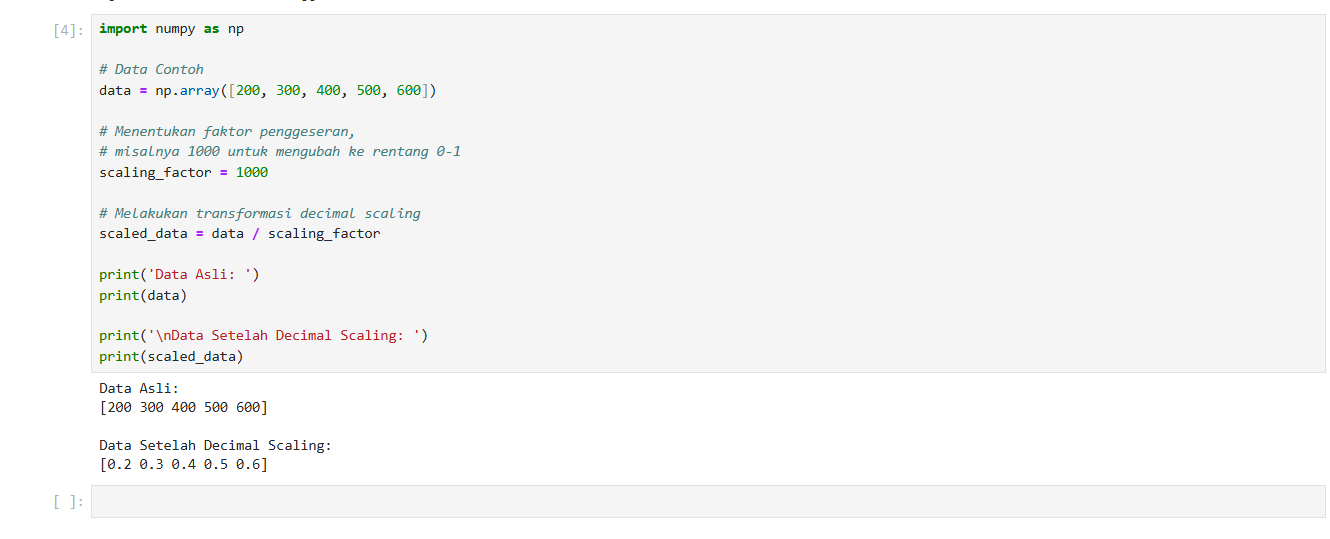 [4]:
import numpy as np
# Data Contoh
data = np.array([200, 300, 400, 500, 600])
# Menentukan faktor penggeseran,
# misalnya 1000 untuk mengubah ke rentang 0-1
scaling_factor = 1000
# Melakukan transformasi decimal scaling
scaled_data = data / scaling_factor
print('Data Asli: ')
print(data)
print('\nData Setelah Decimal Scaling: ')
print(scaled_data)
Data Asli:
[200 300 400 500 600]
Data Setelah Decimal Scaling:
[0.2 0.3 0.4 0.5 0.6]
[ ]: